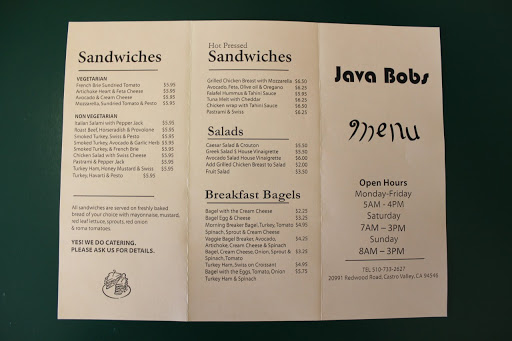 Sandwiches
VEGETARIAN
French Brie Sundried Tomato $5.95
Artichoke Heart & Feta Cheese $5.95
Avocado & Cream Cheese $5.95
Mozzarella, Sundried Tomato & Pesto $5.95
NON VEGETARIAN
Italian Salami with Pepper Jack $5.95
Roast Beef, Horseradish & Provolone $5.95
Smoked Turkey, Swiss & Pesto $5.95
Smoked Turkey, Avocado & Garlic Herb $5.95
Smoked Turkey, & French Brie $5.95
Chicken Salad with Swiss Cheese $5.95
Pastrami & Pepper Jack $5.95
Turkey Ham, Honey Mustard & Swiss $5.95
Turkey, Havarti & Pesto $5.95
All sandwiches are served on freshly baked
bread of your choice with mayonnaise, mustard,
red leaf lettuce, sprouts, red onion
& roma tomatoes.
YES! WE DO CATERING.
PLEASE ASK US FOR DETAILS.
Hot Pressed
Sandwiches
Grilled Chicken Breast with Mozzarella $6.50
Avocado, Feta, Olive oil & Oregano $6.25
Falafel Hummus & Tahini Sauce $5.95
Tuna Melt with Cheddar $6.25
Chicken wrap with Tahini Sauce $6.50
Pastrami & Swiss $6.25
Salads
Caesar Salad & Crouton $5.50
Greek Salad S House Vinaigrette $5.50
Avocado Salad House Vinaigrette $6.00
Add Grilled Chicken Breast to Salad $2.00
Fruit Salad $3.50
Breakfast Bagels
Bagel with the Cream Cheese $2.25
Bagel Egg & Cheese $3.25
Morning Breaker Bagel, Turkey, Tomato $4.95
Spinach, Sprout & Cream Cheese
Veggie Bagel Breaker, Avocado, $4.25
Artichoke, Cream Cheese & Spinach
Bagel, Cream Cheese, Onion, Sprout & $3.25
Spinach, Tomato
Turkey Ham, Swiss on Croissant $4.95
Bagel with the Eggs, Tomato, Onion $5.75
Turkey Ham & Spinach
Java Bobs
menu
Open Hours
Monday-Friday
5AM - 4PM
Saturday
7AM – 3PM
Sunday
8AM – 3PM
TEL 510-733-2627
20991 Redwood Road, Castro Valley, CA 94546